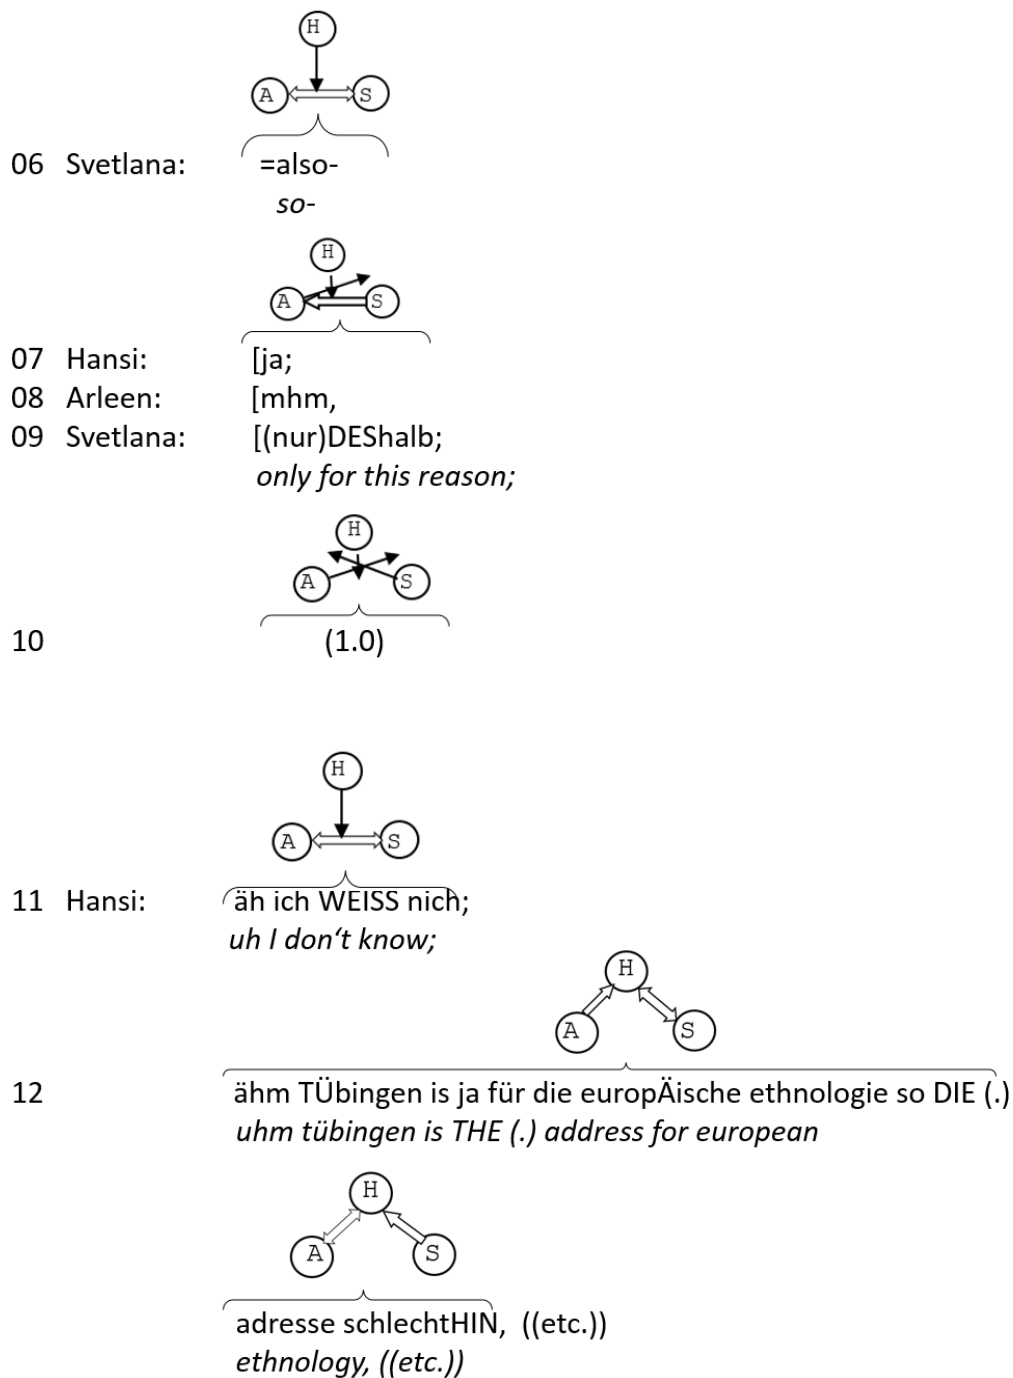 H
A S
06 Svetlana: =also-
so-
H
A S
07 Hansi: [ja;
08 Arleen: [mhm,
09 Svetlana: [(nur)DEShalb;
only for this reason;
H
A S
10 (1.0)
H
A S
11 Hansi: äh ich WEISS nich;
uh I don‘t know;
H
A S
12 ähm TÜbingen is ja für die europÄische ethnologie so DIE (.)
uhm tübingen is THE (.) address for european
H
A S
adresse schlechtHIN, ((etc.))
ethnology, ((etc.))